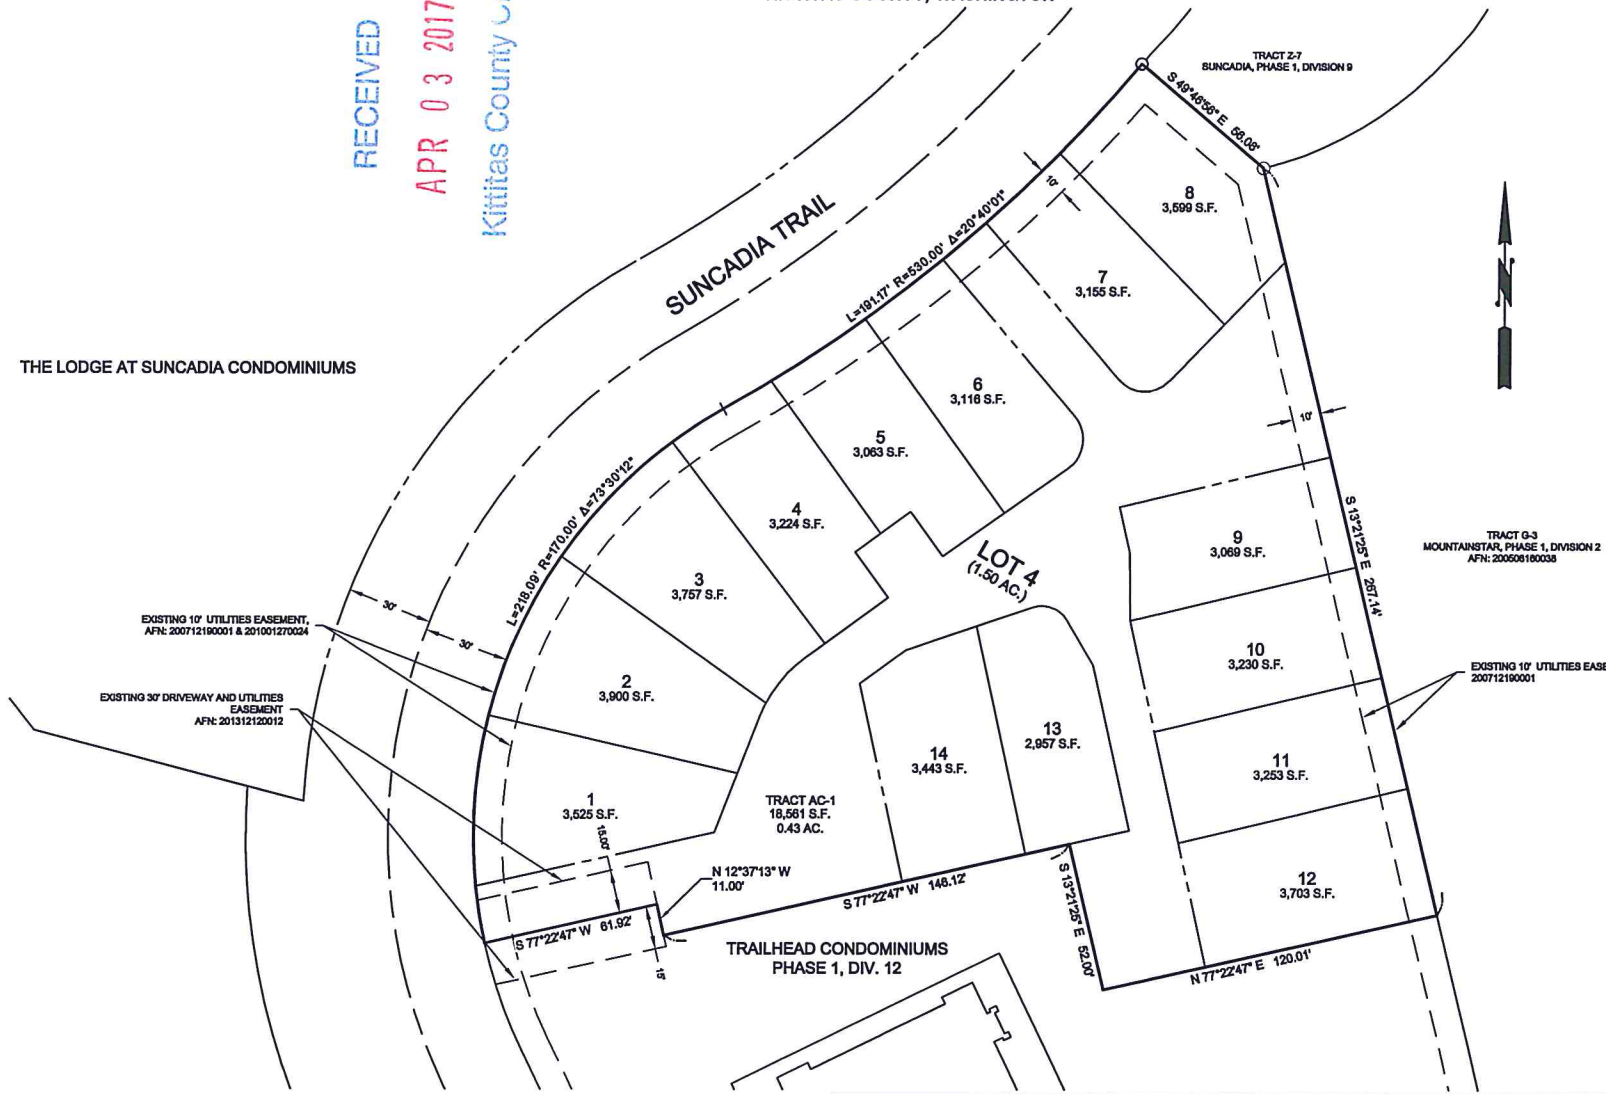 RECEIVED
APR 03 2017
Kittitas County
TRACT Z-7
SUNCADIA, PHASE 1, DIVISION 9
S 49°46'56" E 56.08'
SUNCADIA TRAIL
THE LODGE AT SUNCADIA CONDOMINIUMS
L=191.17' R=530.00' Δ=20°40'01"
L=218.09' R=170.00' Δ=73°30'12"
10'
8
3,599 S.F.
7
3,155 S.F.
6
3,116 S.F.
5
3,063 S.F.
4
3,224 S.F.
3
3,757 S.F.
2
3,900 S.F.
1
3,525 S.F.
N
10'
LOT 4
(1.50 AC.)
9
3,069 S.F.
10
3,230 S.F.
11
3,253 S.F.
12
3,703 S.F.
13
2,957 S.F.
14
3,443 S.F.
S 13°21'25" E 267.14'
TRACT G-3
MOUNTAINSTAR, PHASE 1, DIVISION 2
AFN: 200506160038
EXISTING 10' UTILITIES EASE
200712190001
30'
30'
EXISTING 10' UTILITIES EASEMENT,
AFN: 200712190001 & 201001270024
EXISTING 30' DRIVEWAY AND UTILITIES
EASEMENT
AFN: 201312120012
TRACT AC-1
18,561 S.F.
0.43 AC.
15.00'
N 12°37'13" W
11.00'
S 77°22'47" W 61.92'
15'
S 77°22'47" W 148.12'
S 13°21'25" E 52.00'
N 77°22'47" E 120.01'
TRAILHEAD CONDOMINIUMS
PHASE 1, DIV. 12